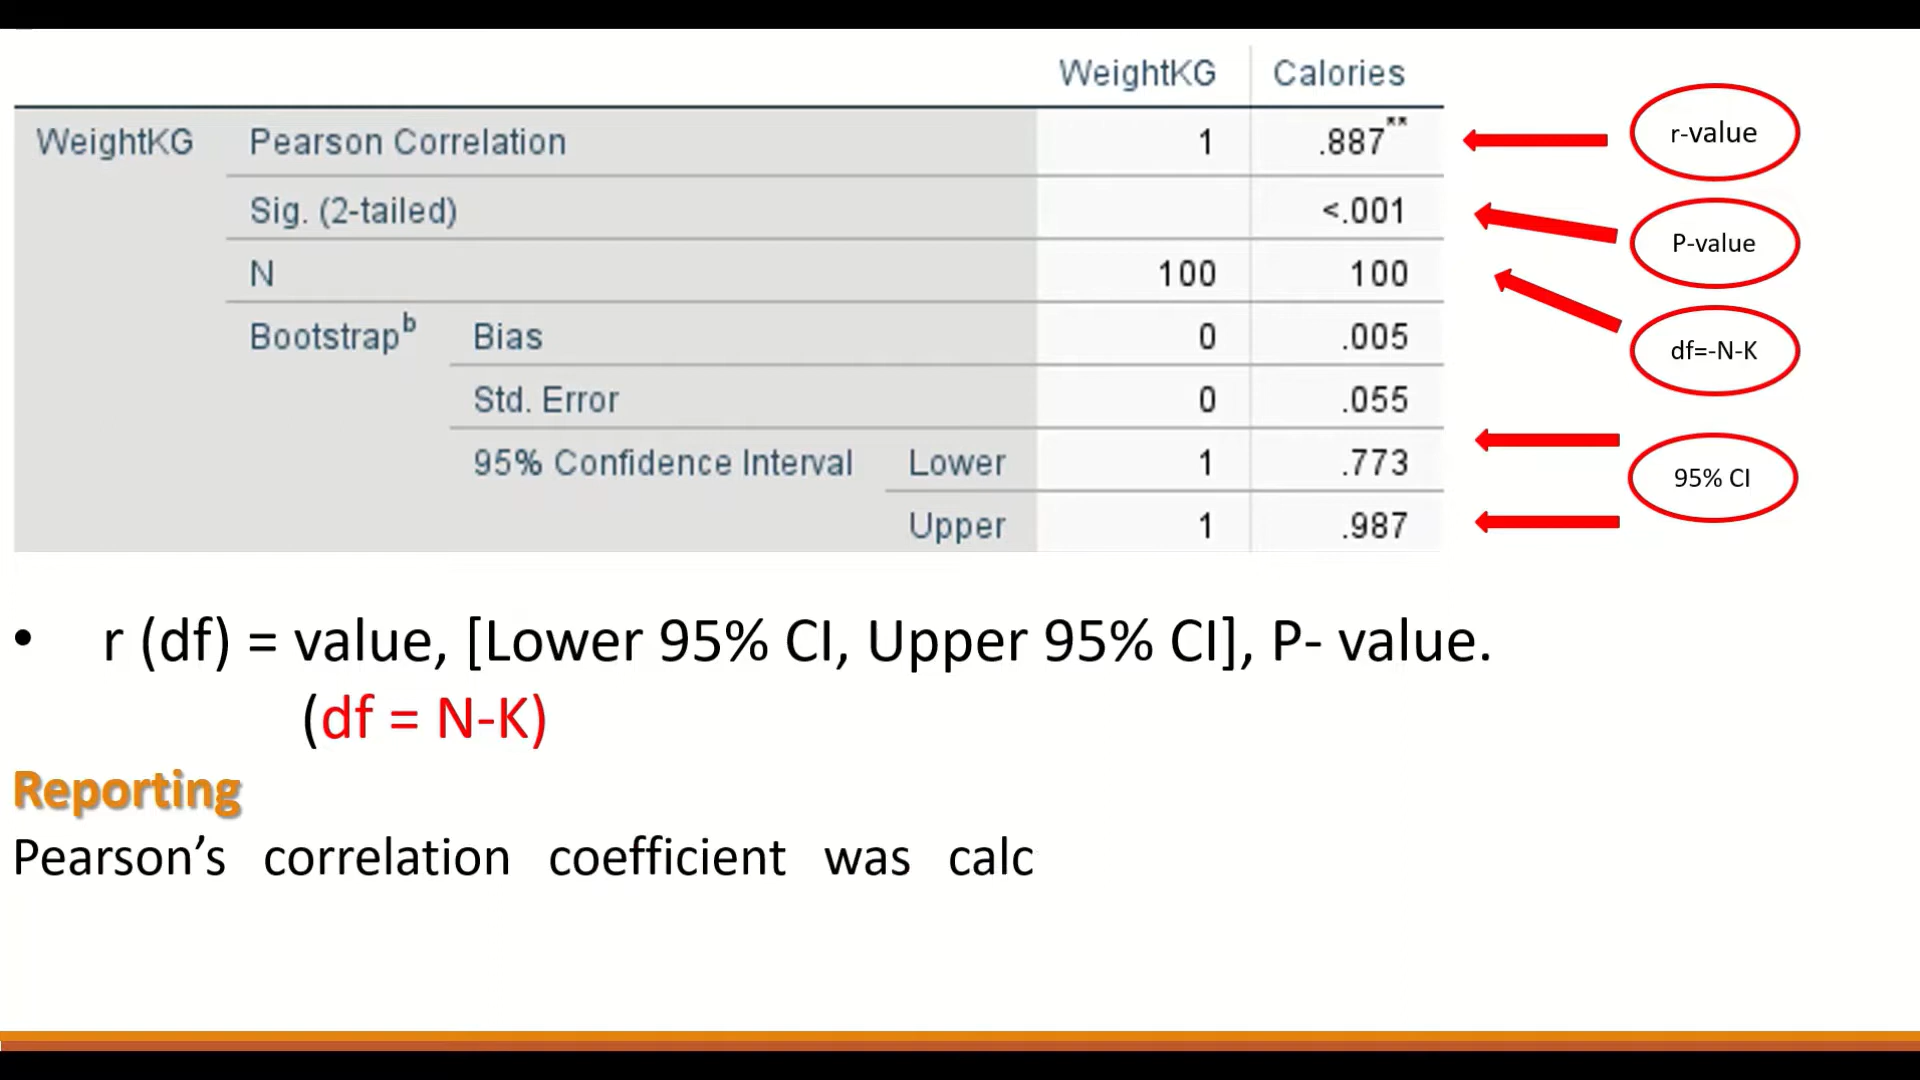 WeightKG Calories
WeightKG Pearson Correlation 1 .887** r-value
Sig. (2-tailed) <.001 P-value
N 100 100 df=-N-K
Bootstrapb Bias 0 .005
Std. Error 0 .055
95% Confidence Interval Lower 1 .773 95% CI
Upper 1 .987
• r (df) = value, [Lower 95% CI, Upper 95% CI], P- value.
(df = N-K)
Reporting
Pearson’s correlation coefficient was calc